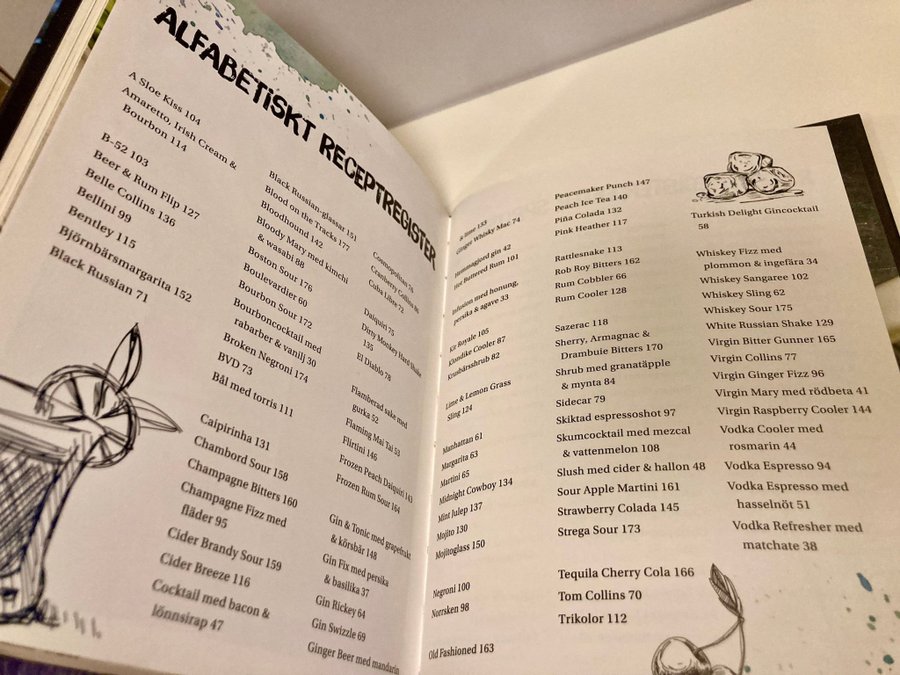 ALFABETISKT RECEPTREGISTER
A Sloe Kiss 104
Amaretto, Irish Cream &
Bourbon 114
B-52 103
Beer & Rum Flip 127
Belle Collins 136
Bellini 99
Bentley 115
Björnbärsmargarita 152
Black Russian 71
Black Russian-glassat 151
Blood on the Tracks 177
Bloodhound 142
Bloody Mary med kimchi
& wasabi 88
Boston Sour 176
Boulevardier 60
Bourbon Sour 172
Bourboncocktail med
rabarber & vanilj 30
Broken Negroni 174
BVD 73
Bål med torris 111
Caipirinha 131
Chambord Sour 158
Champagne Bitters 160
Champagne Fizz med
fläder 95
Cider Brandy Sour 159
Cider Breeze 116
Cocktail med bacon &
lönnsirap 47
Cosmopolitan 76
Cranberry Collins 86
Cuba Libre 72
Daiquiri 75
Dirty Monkey Hard Shake
135
El Diablo 78
Flamberad sake med
gurka 52
Flaming Mai Tai 53
Flirtini 146
Frozen Peach Daiquiri 143
Frozen Rum Sour 164
Gin & Tonic med grapefrukt
& körsbär 148
Gin Fix med persika
& basilika 37
Gin Rickey 64
Gin Swizzle 69
Ginger Beer med mandarin
& lime 133
Ginger Whisky Mac 74
Hemmagjord gin 42
Hot Buttered Rum 101
Infusion med honung,
persika & agave 33
Kir Royale 105
Klondike Cooler 87
Krusbärsshrub 82
Lime & Lemon Grass
Sling 124
Manhattan 61
Margarita 63
Martini 65
Midnight Cowboy 134
Mint Julep 137
Mojito 130
Mojitoglass 150
Negroni 100
Norrsken 98
Old Fashioned 163
Peacemaker Punch 147
Peach Ice Tea 140
Piña Colada 132
Pink Heather 117
Rattlesnake 113
Rob Roy Bitters 162
Rum Cobbler 66
Rum Cooler 128
Sazerac 118
Sherry, Armagnac &
Drambuie Bitters 170
Shrub med granatäpple
& mynta 84
Sidecar 79
Skiktad espressoshot 97
Skumcocktail med mezcal
& vattenmelon 108
Slush med cider & hallon 48
Sour Apple Martini 161
Strawberry Colada 145
Strega Sour 173
Tequila Cherry Cola 166
Tom Collins 70
Trikolor 112
Turkish Delight Gincocktail
58
Whiskey Fizz med
plommon & ingefära 34
Whiskey Sangaree 102
Whiskey Sling 62
Whiskey Sour 175
White Russian Shake 129
Virgin Bitter Gunner 165
Virgin Collins 77
Virgin Ginger Fizz 96
Virgin Mary med rödbeta 41
Virgin Raspberry Cooler 144
Vodka Cooler med
rosmarin 44
Vodka Espresso 94
Vodka Espresso med
hasselnöt 51
Vodka Refresher med
matchate 38